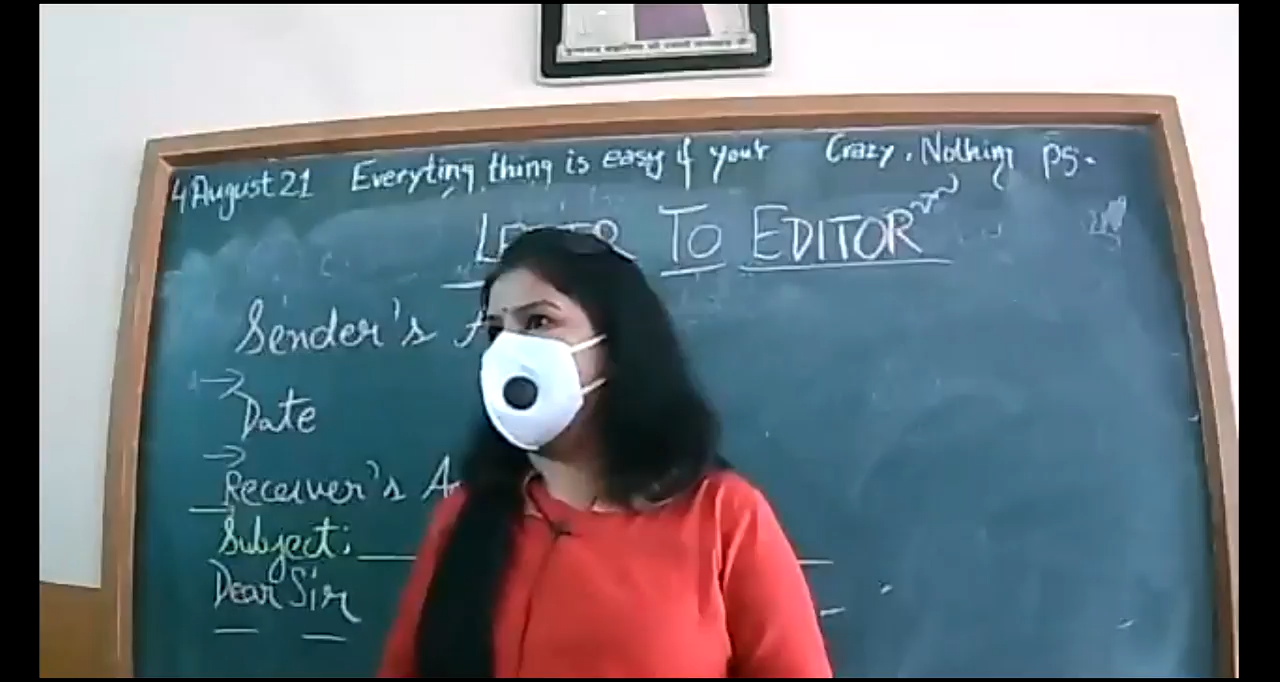 4 August 21 Everyting thing is easy if your Crazy. Nothing ps.
LETTER TO EDITOR
Sender's A
→
Date
→
Receiver's A
Subject:
Dear Sir